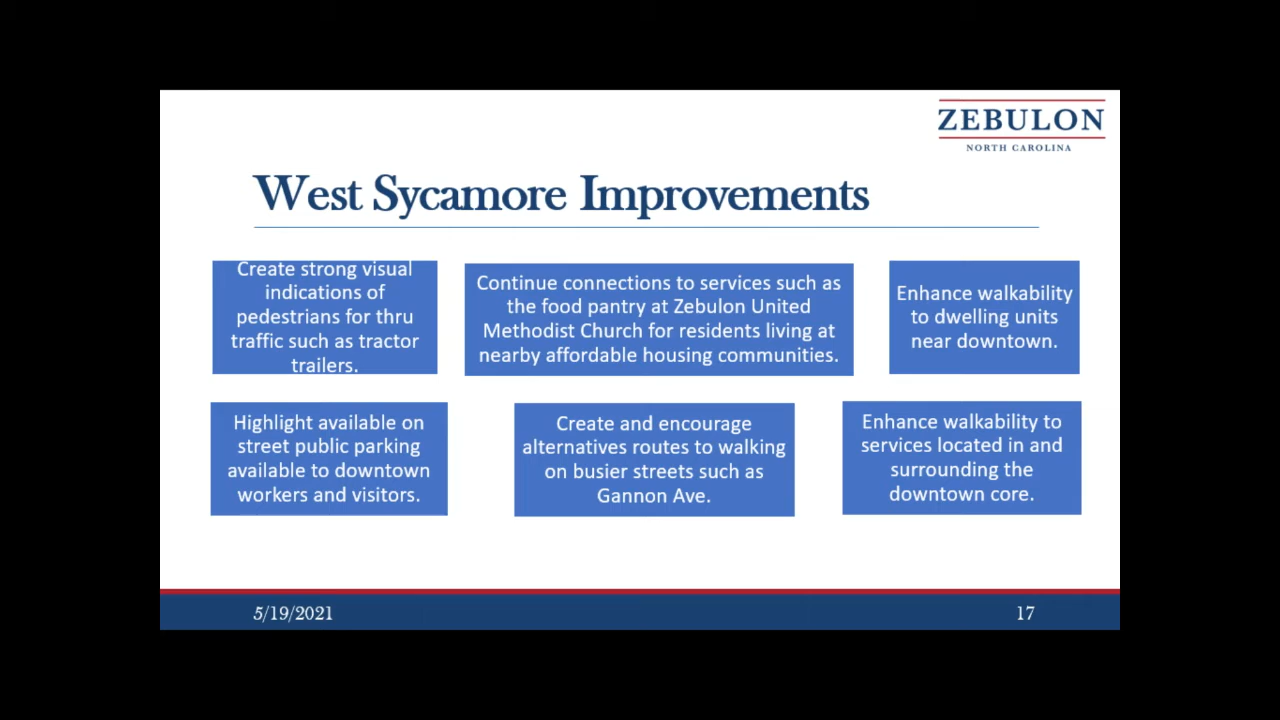 ZEBULON
NORTH CAROLINA
West Sycamore Improvements
Create strong visual
indications of
pedestrians for thru
traffic such as tractor
trailers.
Continue connections to services such as
the food pantry at Zebulon United
Methodist Church for residents living at
nearby affordable housing communities.
Enhance walkability
to dwelling units
near downtown.
Highlight available on
street public parking
available to downtown
workers and visitors.
Create and encourage
alternatives routes to walking
on busier streets such as
Gannon Ave.
Enhance walkability to
services located in and
surrounding the
downtown core.
5/19/2021
17